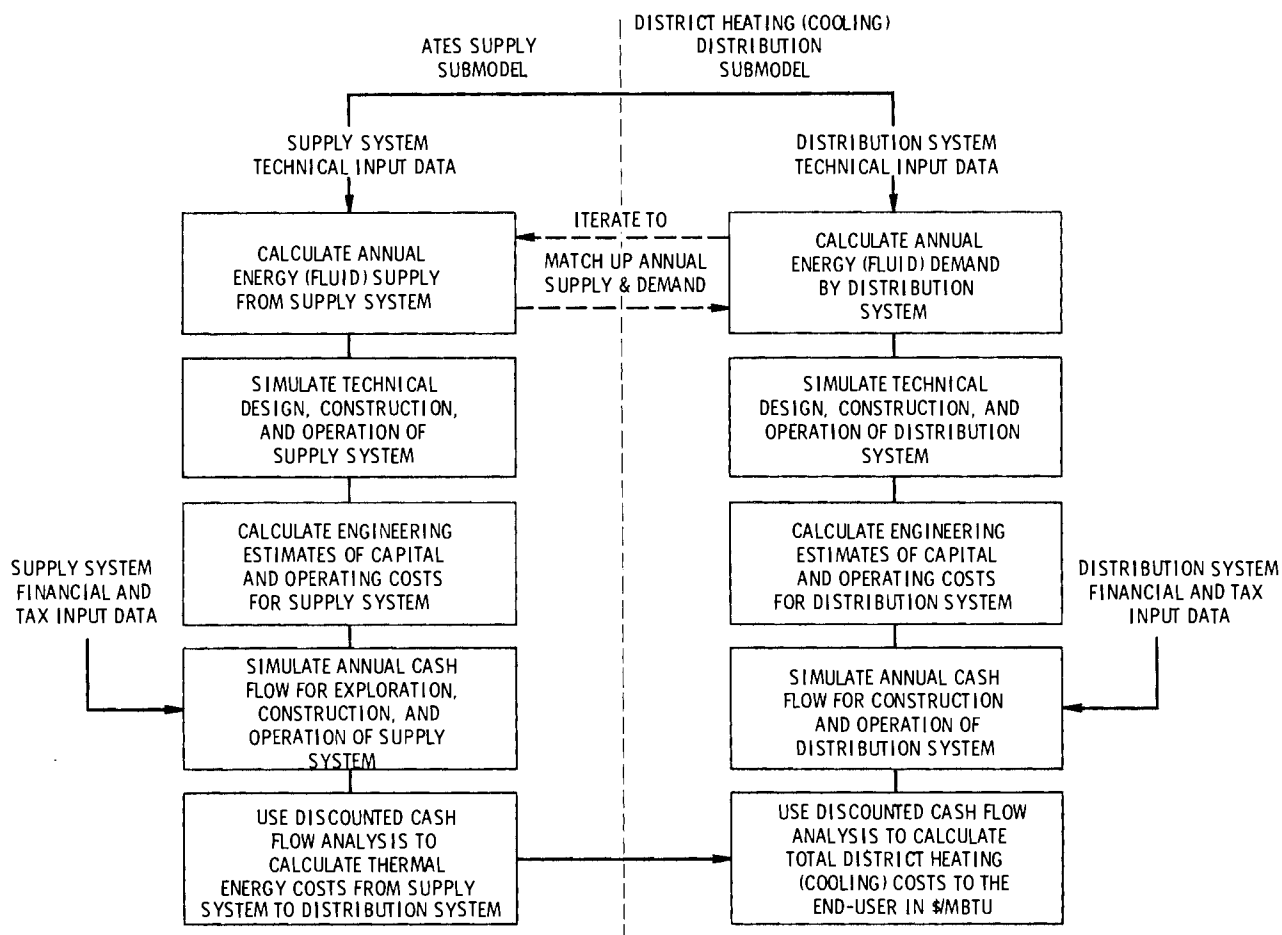 ATES SUPPLY
SUBMODEL
DISTRICT HEATING (COOLING)
DISTRIBUTION
SUBMODEL
SUPPLY SYSTEM
TECHNICAL INPUT DATA
DISTRIBUTION SYSTEM
TECHNICAL INPUT DATA
CALCULATE ANNUAL
ENERGY (FLUID) SUPPLY
FROM SUPPLY SYSTEM
ITERATE TO
MATCH UP ANNUAL
SUPPLY & DEMAND
CALCULATE ANNUAL
ENERGY (FLUID) DEMAND
BY DISTRIBUTION
SYSTEM
SIMULATE TECHNICAL
DESIGN, CONSTRUCTION,
AND OPERATION OF
SUPPLY SYSTEM
SIMULATE TECHNICAL
DESIGN, CONSTRUCTION, AND
OPERATION OF DISTRIBUTION
SYSTEM
CALCULATE ENGINEERING
ESTIMATES OF CAPITAL
AND OPERATING COSTS
FOR SUPPLY SYSTEM
CALCULATE ENGINEERING
ESTIMATES OF CAPITAL
AND OPERATING COSTS
FOR DISTRIBUTION SYSTEM
SUPPLY SYSTEM
FINANCIAL AND
TAX INPUT DATA
DISTRIBUTION SYSTEM
FINANCIAL AND TAX
INPUT DATA
SIMULATE ANNUAL CASH
FLOW FOR EXPLORATION,
CONSTRUCTION, AND
OPERATION OF SUPPLY
SYSTEM
SIMULATE ANNUAL CASH
FLOW FOR CONSTRUCTION
AND OPERATION OF
DISTRIBUTION SYSTEM
USE DISCOUNTED CASH
FLOW ANALYSIS TO
CALCULATE THERMAL
ENERGY COSTS FROM SUPPLY
SYSTEM TO DISTRIBUTION SYSTEM
USE DISCOUNTED CASH FLOW
ANALYSIS TO CALCULATE
TOTAL DISTRICT HEATING
(COOLING) COSTS TO THE
END-USER IN $/MBTU